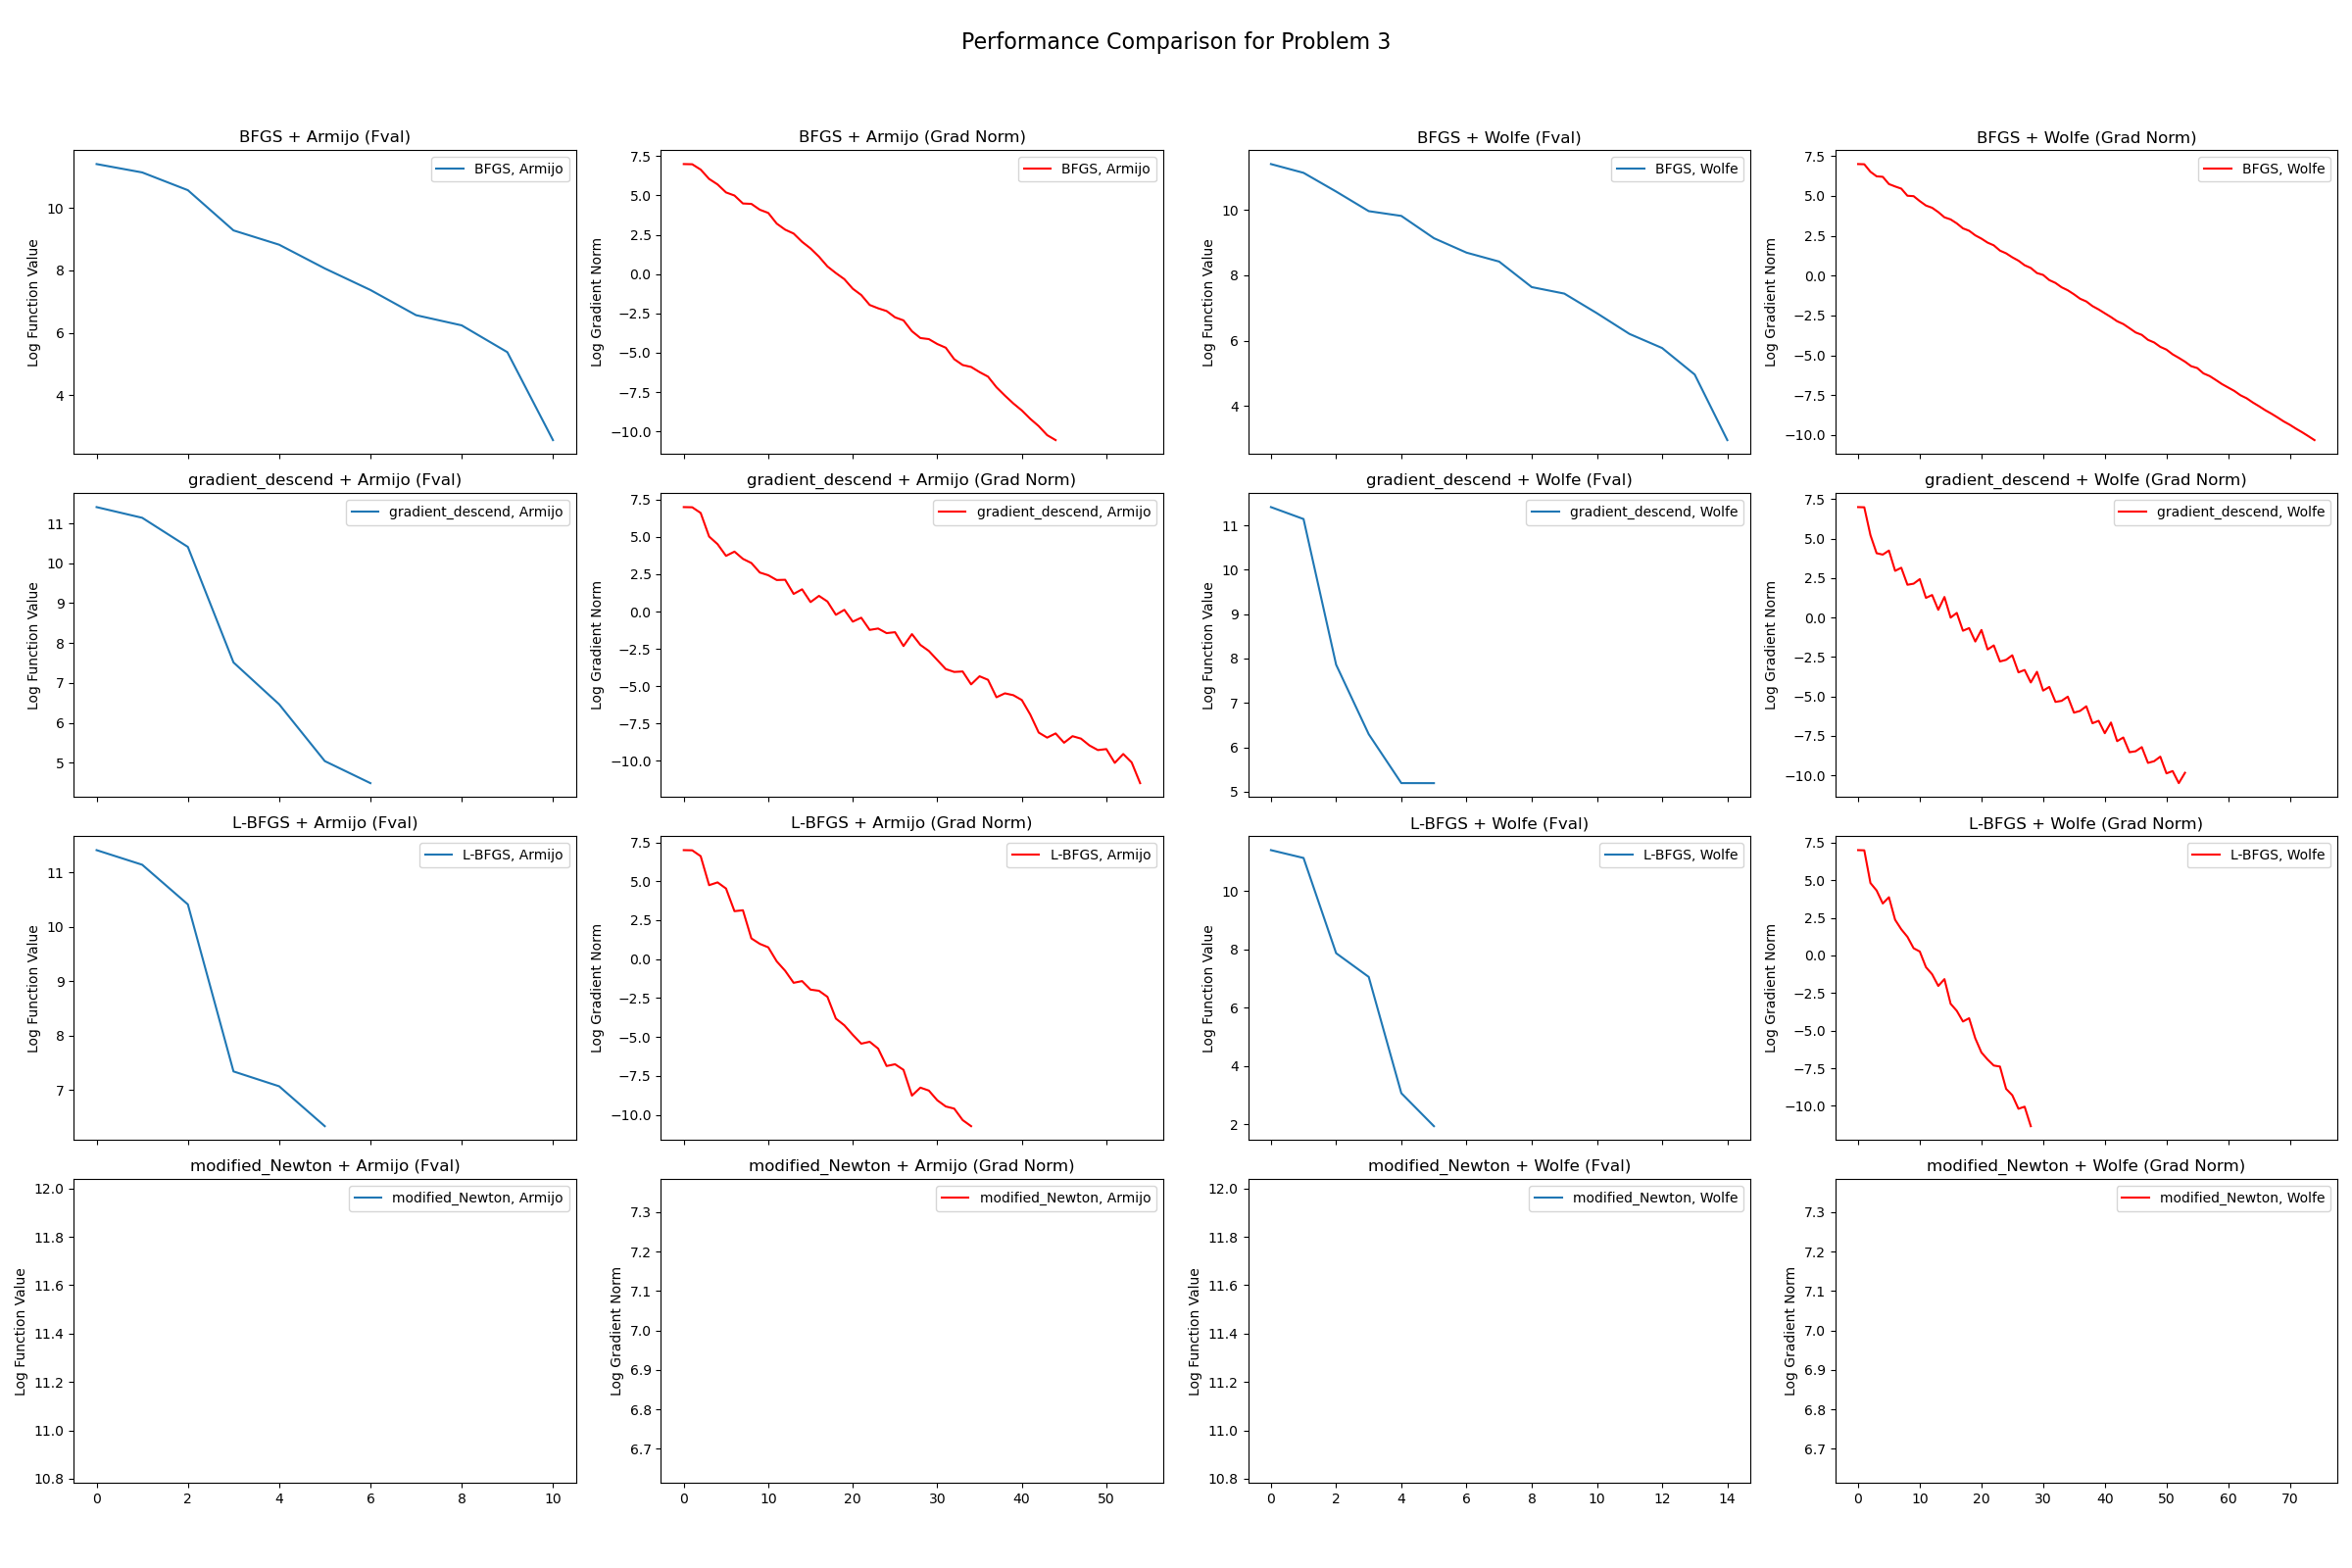 Performance Comparison for Problem 3
BFGS + Armijo (Fval)
BFGS, Armijo
Log Function Value
10
8
6
4
BFGS + Armijo (Grad Norm)
BFGS, Armijo
Log Gradient Norm
7.5
5.0
2.5
0.0
−2.5
−5.0
−7.5
−10.0
BFGS + Wolfe (Fval)
BFGS, Wolfe
Log Function Value
10
8
6
4
BFGS + Wolfe (Grad Norm)
BFGS, Wolfe
Log Gradient Norm
7.5
5.0
2.5
0.0
−2.5
−5.0
−7.5
−10.0
gradient_descend + Armijo (Fval)
gradient_descend, Armijo
Log Function Value
11
10
9
8
7
6
5
gradient_descend + Armijo (Grad Norm)
gradient_descend, Armijo
Log Gradient Norm
7.5
5.0
2.5
0.0
−2.5
−5.0
−7.5
−10.0
gradient_descend + Wolfe (Fval)
gradient_descend, Wolfe
Log Function Value
11
10
9
8
7
6
5
gradient_descend + Wolfe (Grad Norm)
gradient_descend, Wolfe
Log Gradient Norm
7.5
5.0
2.5
0.0
−2.5
−5.0
−7.5
−10.0
L-BFGS + Armijo (Fval)
L-BFGS, Armijo
Log Function Value
11
10
9
8
7
L-BFGS + Armijo (Grad Norm)
L-BFGS, Armijo
Log Gradient Norm
7.5
5.0
2.5
0.0
−2.5
−5.0
−7.5
−10.0
L-BFGS + Wolfe (Fval)
L-BFGS, Wolfe
Log Function Value
10
8
6
4
2
L-BFGS + Wolfe (Grad Norm)
L-BFGS, Wolfe
Log Gradient Norm
7.5
5.0
2.5
0.0
−2.5
−5.0
−7.5
−10.0
modified_Newton + Armijo (Fval)
modified_Newton, Armijo
Log Function Value
12.0
11.8
11.6
11.4
11.2
11.0
10.8
0 2 4 6 8 10
modified_Newton + Armijo (Grad Norm)
modified_Newton, Armijo
Log Gradient Norm
7.3
7.2
7.1
7.0
6.9
6.8
6.7
0 10 20 30 40 50
modified_Newton + Wolfe (Fval)
modified_Newton, Wolfe
Log Function Value
12.0
11.8
11.6
11.4
11.2
11.0
10.8
0 2 4 6 8 10 12 14
modified_Newton + Wolfe (Grad Norm)
modified_Newton, Wolfe
Log Gradient Norm
7.3
7.2
7.1
7.0
6.9
6.8
6.7
0 10 20 30 40 50 60 70